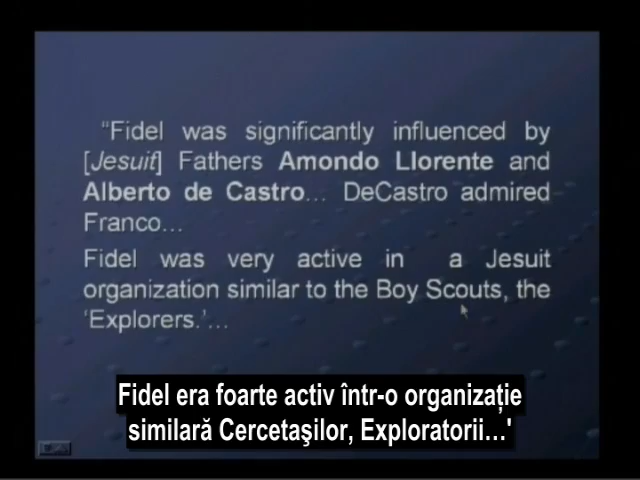 “Fidel was significantly influenced by
[Jesuit] Fathers Amondo Llorente and
Alberto de Castro... DeCastro admired
Franco...
Fidel was very active in a Jesuit
organization similar to the Boy Scouts, the
‘Explorers.’...
Fidel era foarte activ într-o organizaţie
similară Cercetaşilor, Exploratorii...'